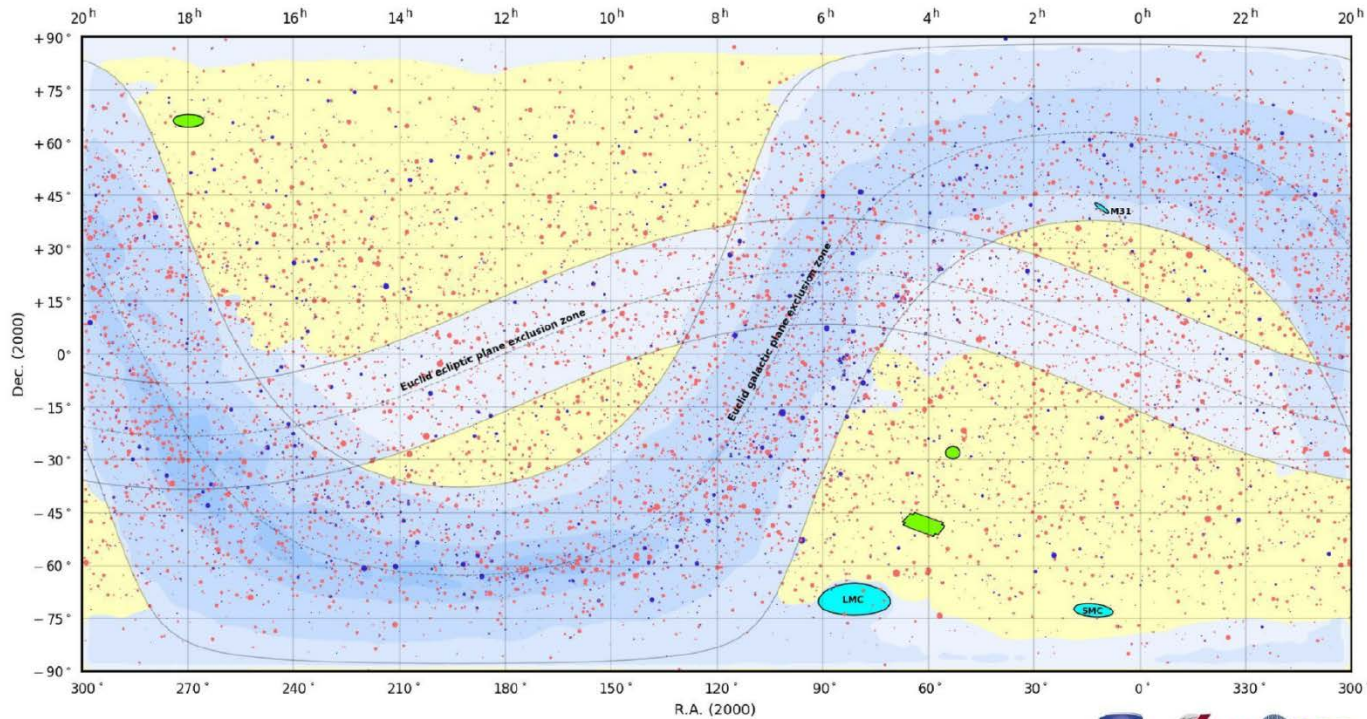 20h 18h 16h 14h 12h 10h 8h 6h 4h 2h 0h 22h 20h
+90°
+75°
+60°
+45°
M31
+30°
+15°
Euclid ecliptic plane exclusion zone
Euclid galactic plane exclusion zone
0°
Dec. (2000)
−15°
−30°
−45°
−60°
LMC
SMC
−75°
−90°
300° 270° 240° 210° 180° 150° 120° 90° 60° 30° 0° 330° 300
R.A. (2000)